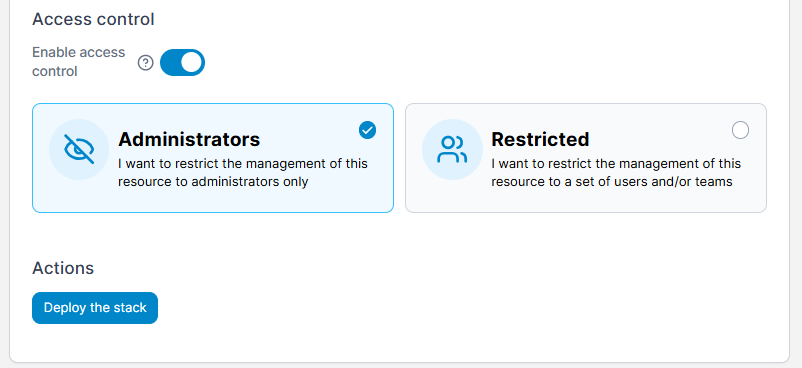 Access control
Enable access
control
?
Administrators
I want to restrict the management of this
resource to administrators only
Restricted
I want to restrict the management of this
resource to a set of users and/or teams
Actions
Deploy the stack